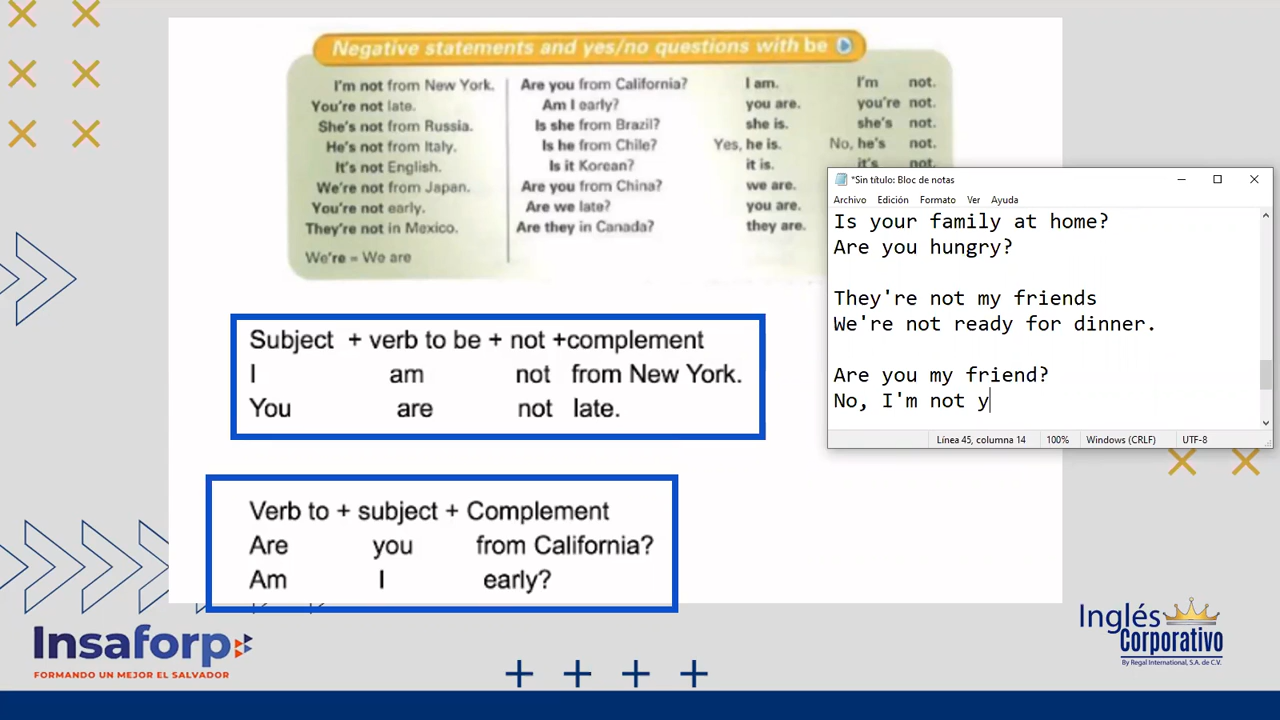 Negative statements and yes/no questions with be
I'm not from New York.
You're not late.
She's not from Russia.
He's not from Italy.
It's not English.
We're not from Japan.
You're not early.
They're not in Mexico.
We're = We are
Are you from California?
Am I early?
Is she from Brazil?
Is he from Chile?
Is it Korean?
Are you from China?
Are we late?
Are they in Canada?
I am.
you are.
she is.
Yes, he is.
it is.
we are.
you are.
they are.
I'm not.
you're not.
she's not.
No, he's not.
it's not.
Subject + verb to be + not +complement
I am not from New York.
You are not late.
Verb to + subject + Complement
Are you from California?
Am I early?
*Sin título: Bloc de notas
Archivo Edición Formato Ver Ayuda
Is your family at home?
Are you hungry?
They're not my friends
We're not ready for dinner.
Are you my friend?
No, I'm not y
Línea 45, columna 14 100% Windows (CRLF) UTF-8
Insaforp
FORMANDO UN MEJOR EL SALVADOR
Inglés
Corporativo
By Regal International, S.A. de C.V.